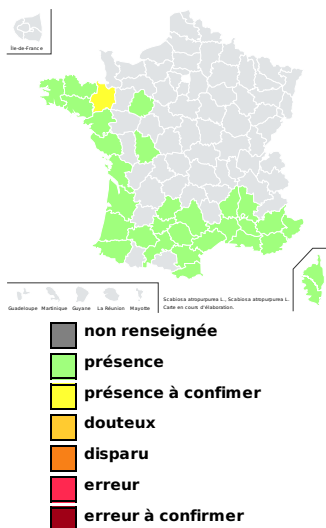 Île-de-France
Guadeloupe Martinique Guyane La Réunion Mayotte
Scabiosa atropurpurea L., Scabiosa atropurpurea L.
Carte en cours d'élaboration.
non renseignée
présence
présence à confimer
douteux
disparu
erreur
erreur à confirmer